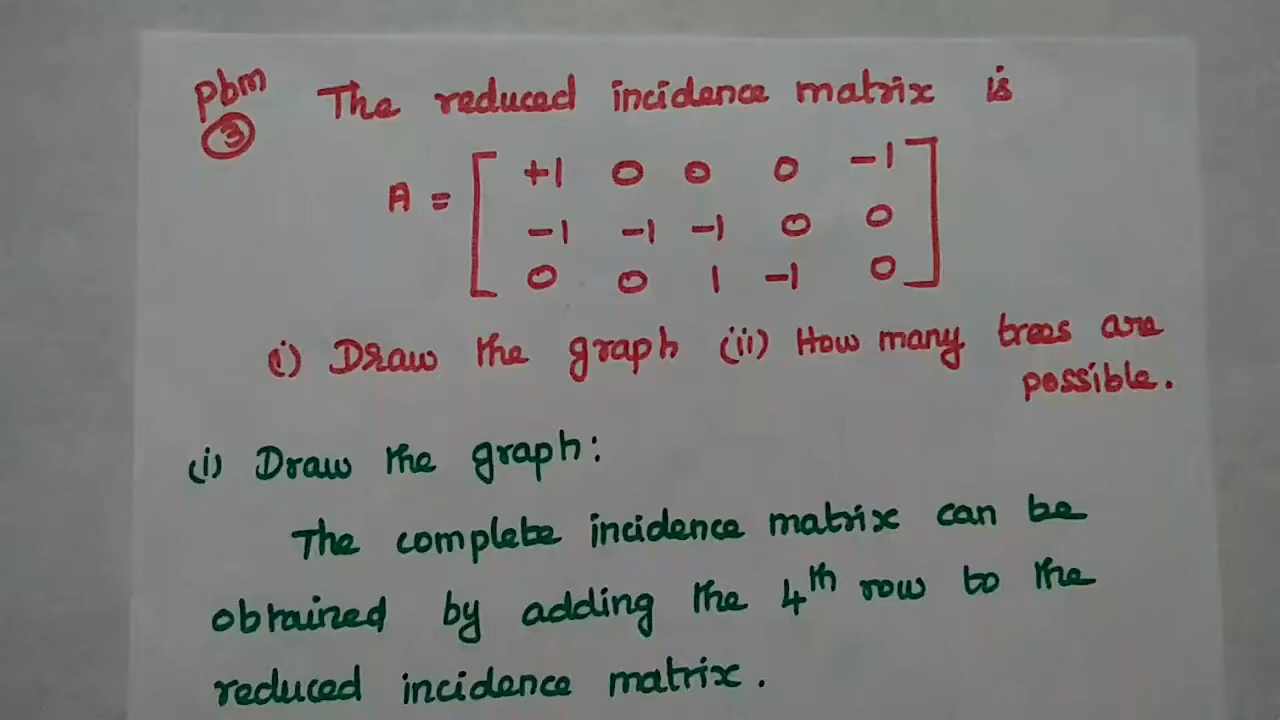 Pbm The reduced incidence matrix is
③
A = [ +1 0 0 0 -1
-1 -1 -1 0 0
0 0 1 -1 0 ]
(i) Draw the graph (ii) How many trees are
possible.
(i) Draw the graph:
The complete incidence matrix can be
obtained by adding the 4th row to the
reduced incidence matrix.